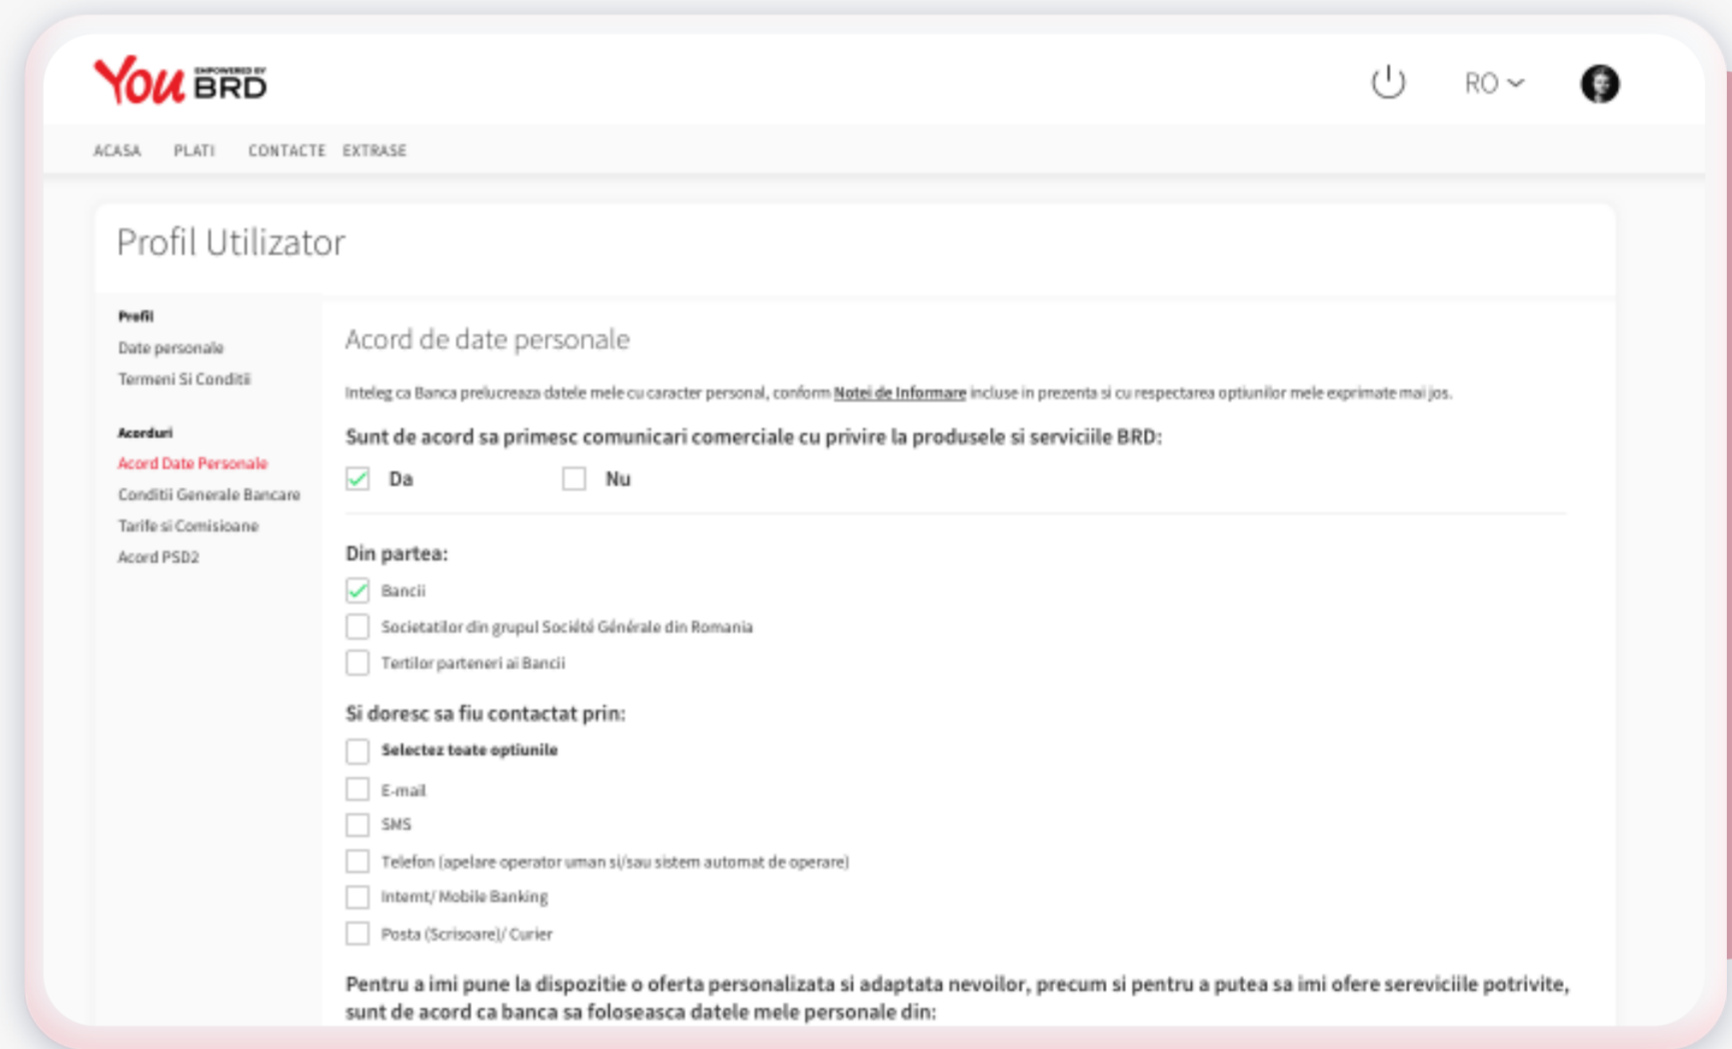 You EMPOWERED BY BRD
RO
ACASA PLATI CONTACTE EXTRASE
Profil Utilizator
Profil
Date personale
Termeni Si Conditii
Acorduri
Acord Date Personale
Conditii Generale Bancare
Tarife si Comisioane
Acord PSD2
Acord de date personale
Inteleg ca Banca prelucreaza datele mele cu caracter personal, conform Notei de Informare incluse in prezenta si cu respectarea optiunilor mele exprimate mai jos.
Sunt de acord sa primesc comunicari comerciale cu privire la produsele si serviciile BRD:
Da Nu
Din partea:
Bancii
Societatilor din grupul Société Générale din Romania
Tertilor parteneri ai Bancii
Si doresc sa fiu contactat prin:
Selectez toate optiunile
E-mail
SMS
Telefon (apelare operator uman si/sau sistem automat de operare)
Internt/ Mobile Banking
Posta (Scrisoare)/ Curier
Pentru a imi pune la dispozitie o oferta personalizata si adaptata nevoilor, precum si pentru a putea sa imi ofere sereviciile potrivite,
sunt de acord ca banca sa foloseasca datele mele personale din: